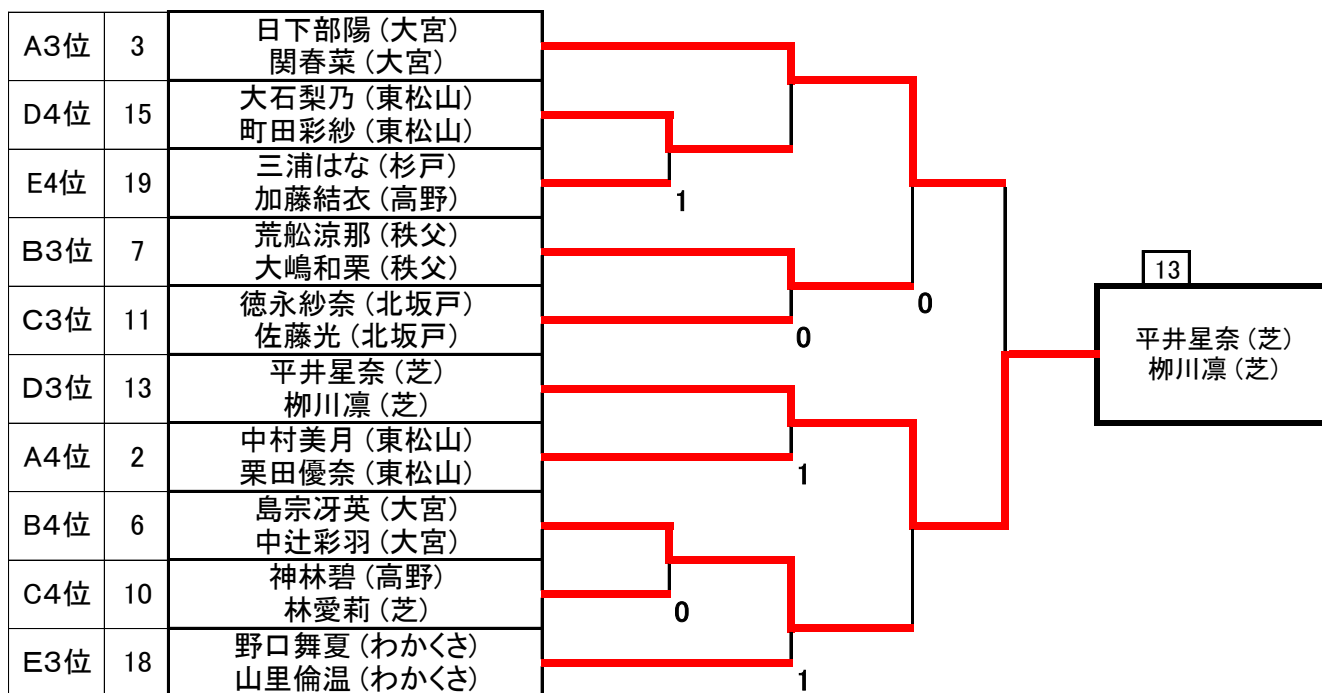 A3位 3 日下部陽（大宮）
関春菜（大宮）
D4位 15 大石梨乃（東松山）
町田彩紗（東松山）
E4位 19 三浦はな（杉戸）
加藤結衣（高野）
1
B3位 7 荒舩涼那（秩父）
大嶋和栗（秩父）
0
C3位 11 徳永紗奈（北坂戸）
佐藤光（北坂戸）
0
D3位 13 平井星奈（芝）
栁川凛（芝）
A4位 2 中村美月（東松山）
栗田優奈（東松山）
1
B4位 6 島宗冴英（大宮）
中辻彩羽（大宮）
C4位 10 神林碧（高野）
林愛莉（芝）
0
E3位 18 野口舞夏（わかくさ）
山里倫温（わかくさ）
1
13
平井星奈（芝）
栁川凛（芝）